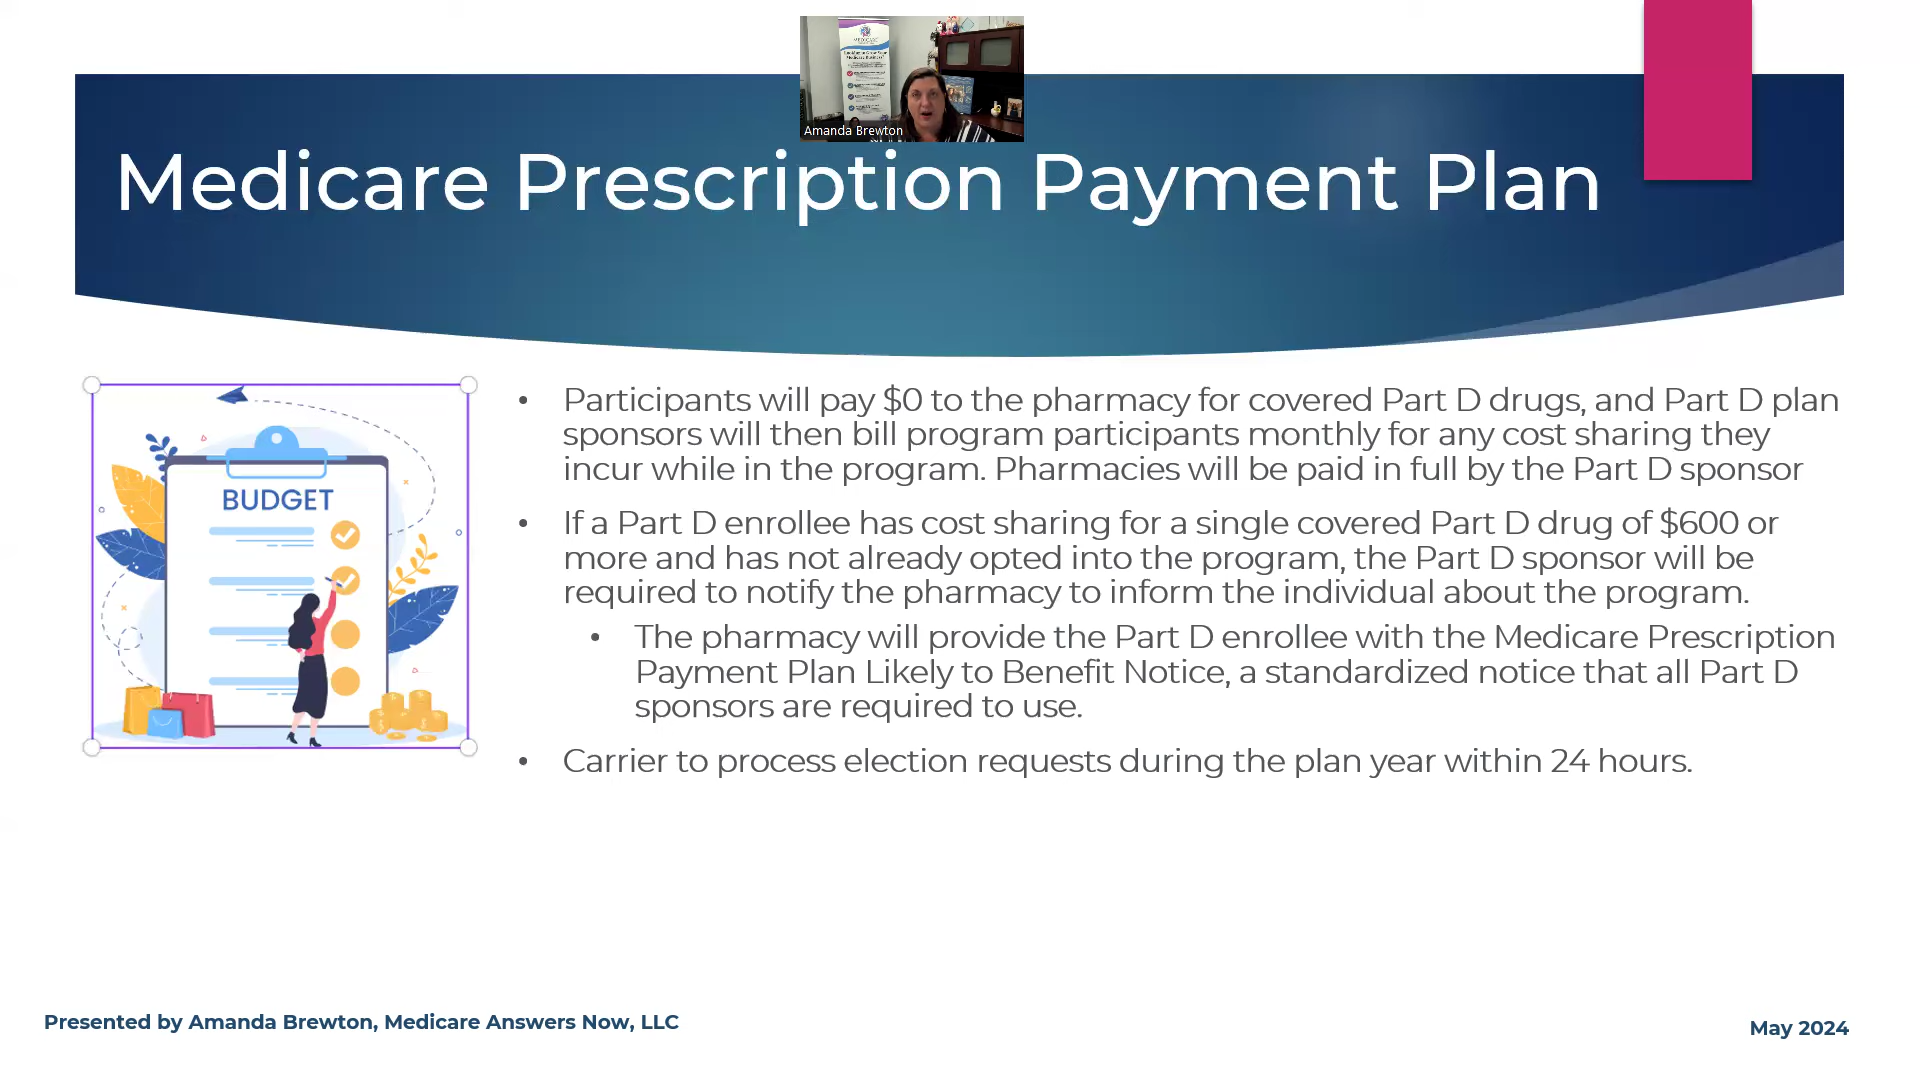 MEDICARE
Amanda Brewton
Medicare Prescription Payment Plan
BUDGET
• Participants will pay $0 to the pharmacy for covered Part D drugs, and Part D plan
sponsors will then bill program participants monthly for any cost sharing they
incur while in the program. Pharmacies will be paid in full by the Part D sponsor
• If a Part D enrollee has cost sharing for a single covered Part D drug of $600 or
more and has not already opted into the program, the Part D sponsor will be
required to notify the pharmacy to inform the individual about the program.
• The pharmacy will provide the Part D enrollee with the Medicare Prescription
Payment Plan Likely to Benefit Notice, a standardized notice that all Part D
sponsors are required to use.
• Carrier to process election requests during the plan year within 24 hours.
Presented by Amanda Brewton, Medicare Answers Now, LLC
May 2024